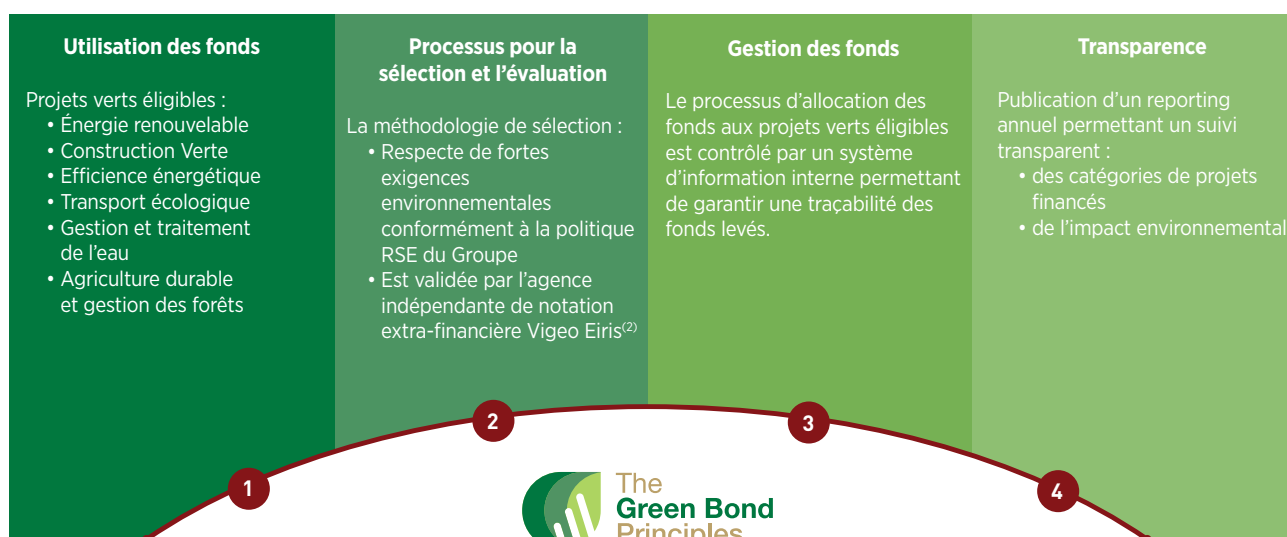 Utilisation des fonds
Projets verts éligibles :
• Énergie renouvelable
• Construction Verte
• Efficience énergétique
• Transport écologique
• Gestion et traitement
de l'eau
• Agriculture durable
et gestion des forêts
1
Processus pour la
sélection et l'évaluation
La méthodologie de sélection :
• Respecte de fortes
exigences
environnementales
conformément à la politique
RSE du Groupe
• Est validée par l'agence
indépendante de notation
extra-financière Vigeo Eiris(2)
2
Gestion des fonds
Le processus d'allocation des
fonds aux projets verts éligibles
est contrôlé par un système
d'information interne permettant
de garantir une traçabilité des
fonds levés.
3
Transparence
Publication d'un reporting
annuel permettant un suivi
transparent :
• des catégories de projets
financés
• de l'impact environnemental
4
The
Green Bond
Principles